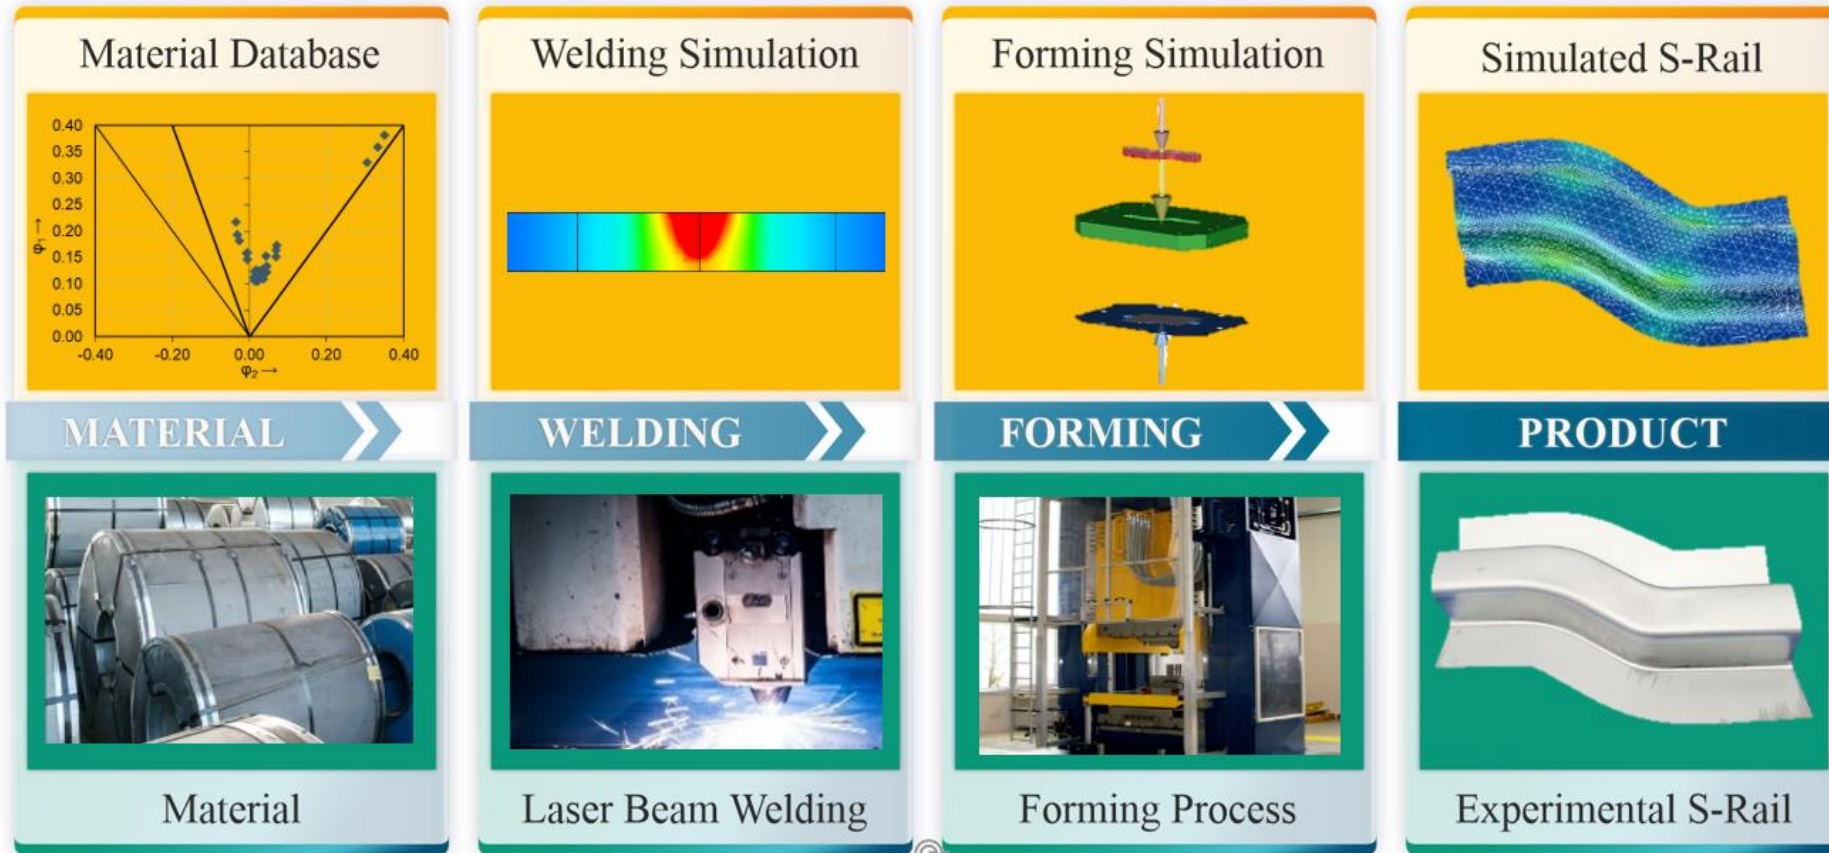 Material Database
Welding Simulation
Forming Simulation
Simulated S-Rail
0.40
0.35
0.30
0.25
0.20
0.15
0.10
0.05
0.00
φ₁ →
-0.40 -0.20 0.00 0.20 0.40
φ₂ →
MATERIAL
WELDING
FORMING
PRODUCT
Material
Laser Beam Welding
Forming Process
Experimental S-Rail
©